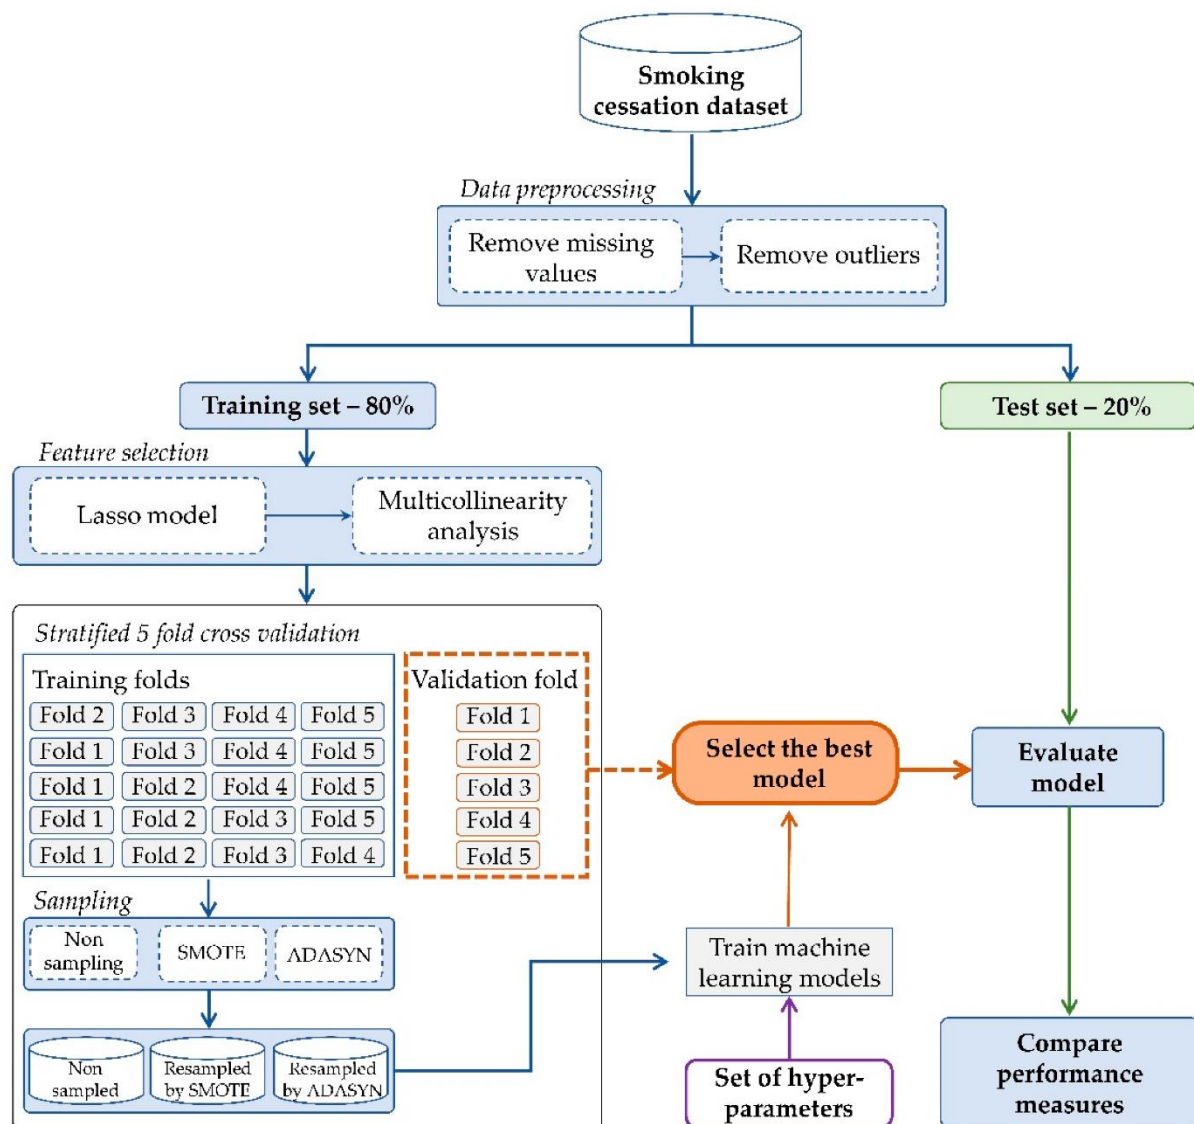 Smoking
cessation dataset
Data preprocessing
Remove missing
values
Remove outliers
Training set – 80%
Test set – 20%
Feature selection
Lasso model
Multicollinearity
analysis
Stratified 5 fold cross validation
Training folds
Fold 2 Fold 3 Fold 4 Fold 5
Fold 1 Fold 3 Fold 4 Fold 5
Fold 1 Fold 2 Fold 4 Fold 5
Fold 1 Fold 2 Fold 3 Fold 5
Fold 1 Fold 2 Fold 3 Fold 4
Validation fold
Fold 1
Fold 2
Fold 3
Fold 4
Fold 5
Select the best
model
Evaluate
model
Sampling
Non
sampling
SMOTE
ADASYN
Train machine
learning models
Non
sampled
Resampled
by SMOTE
Resampled
by ADASYN
Set of hyper-
parameters
Compare
performance
measures